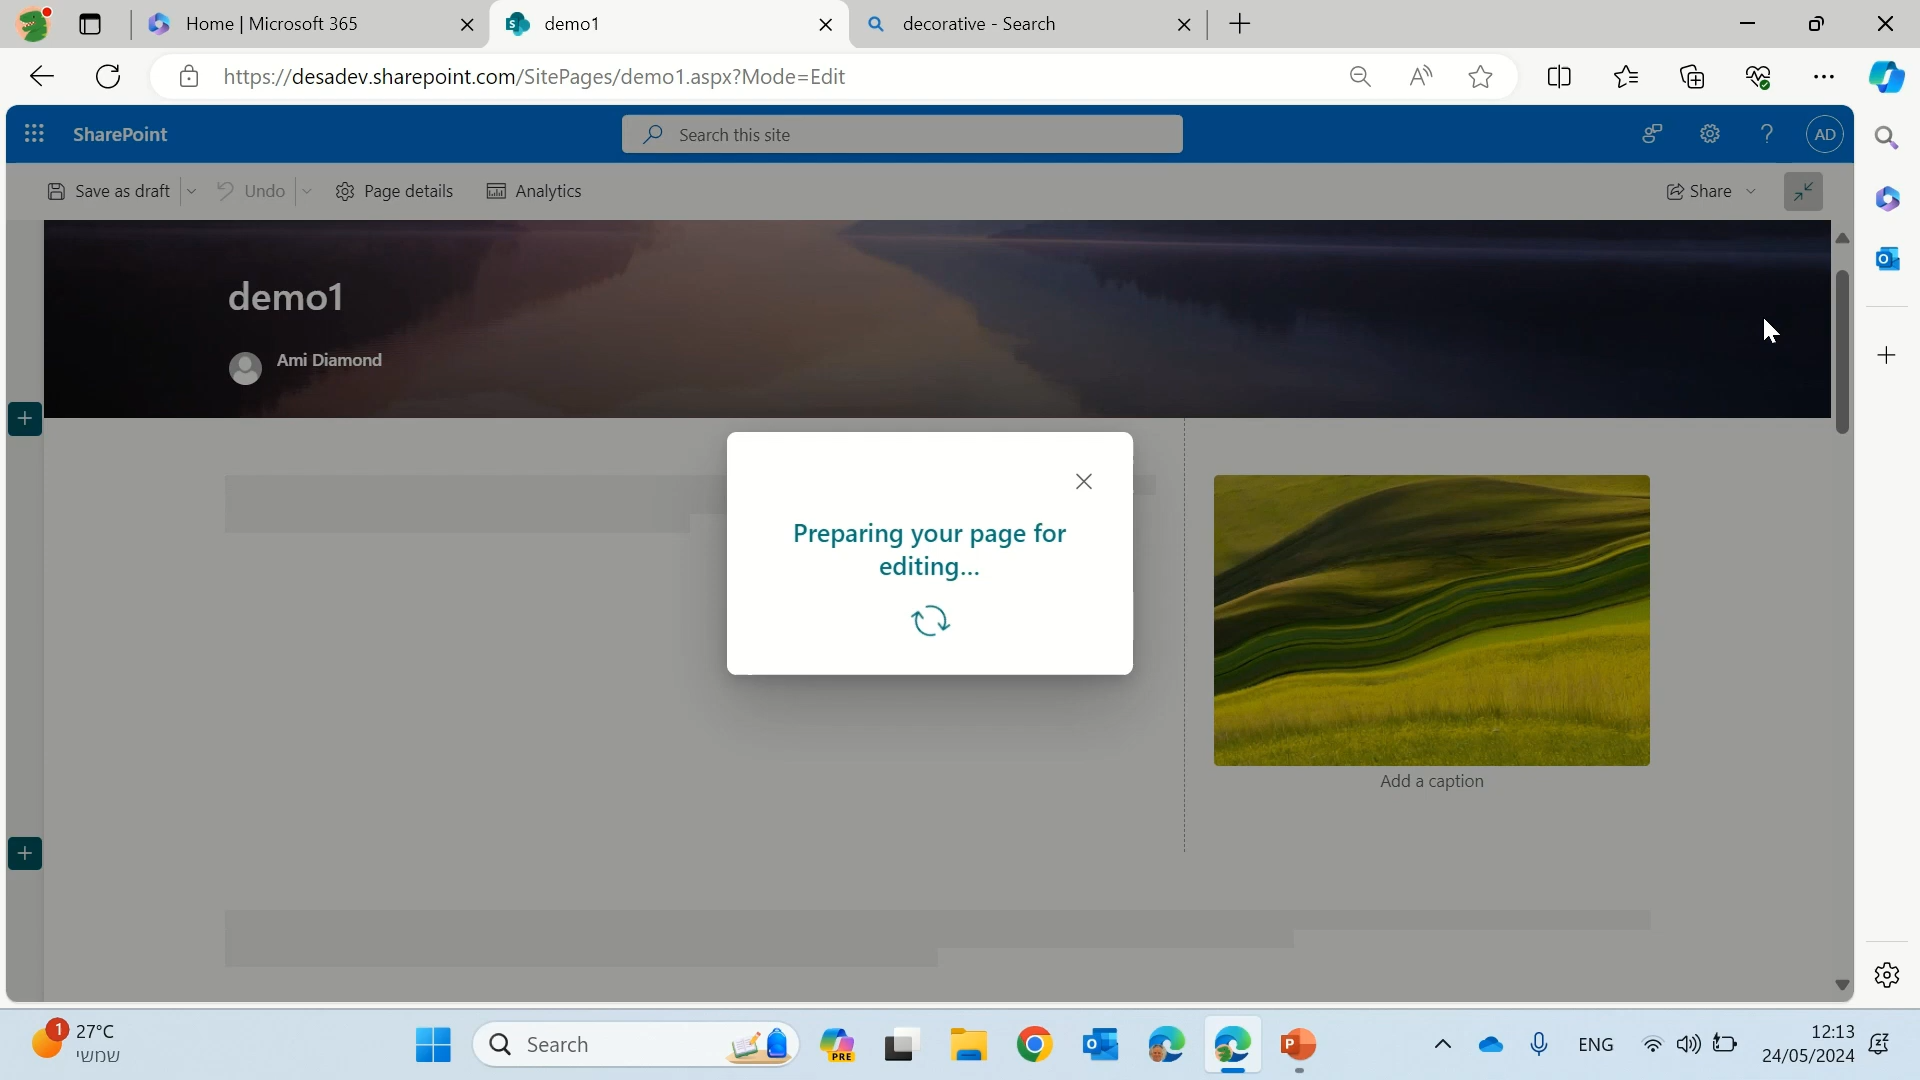 Home | Microsoft 365
demo1
decorative - Search
https://desadev.sharepoint.com/SitePages/demo1.aspx?Mode=Edit
SharePoint
Search this site
AD
Save as draft
Undo
Page details
Analytics
Share
demo1
Ami Diamond
Preparing your page for
editing...
Add a caption
1
27°C
שמשי
Search
PRE
ENG
12:13
24/05/2024